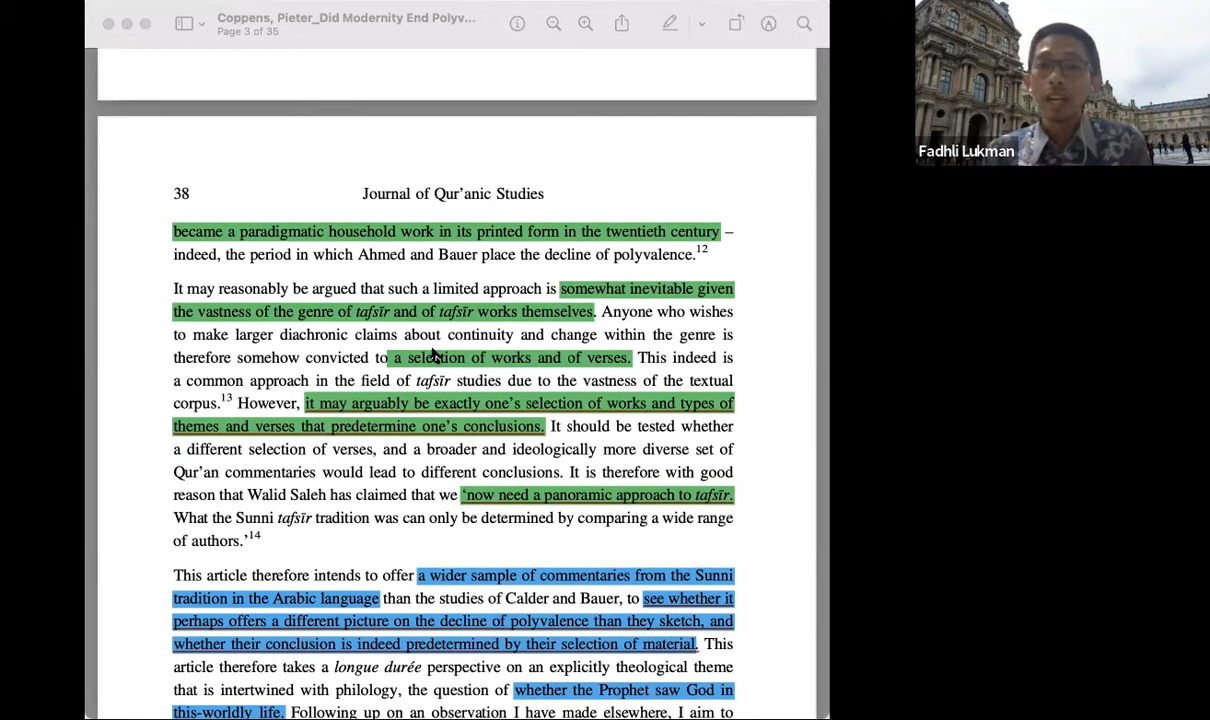 Coppens, Pieter_Did Modernity End Polyv...
Page 3 of 35
Fadhli Lukman
38 Journal of Qur'anic Studies
became a paradigmatic household work in its printed form in the twentieth century –
indeed, the period in which Ahmed and Bauer place the decline of polyvalence.12
It may reasonably be argued that such a limited approach is somewhat inevitable given
the vastness of the genre of tafsīr and of tafsīr works themselves. Anyone who wishes
to make larger diachronic claims about continuity and change within the genre is
therefore somehow convicted to a selection of works and of verses. This indeed is
a common approach in the field of tafsīr studies due to the vastness of the textual
corpus.13 However, it may arguably be exactly one's selection of works and types of
themes and verses that predetermine one's conclusions. It should be tested whether
a different selection of verses, and a broader and ideologically more diverse set of
Qur'an commentaries would lead to different conclusions. It is therefore with good
reason that Walid Saleh has claimed that we 'now need a panoramic approach to tafsīr.
What the Sunni tafsīr tradition was can only be determined by comparing a wide range
of authors.'14
This article therefore intends to offer a wider sample of commentaries from the Sunni
tradition in the Arabic language than the studies of Calder and Bauer, to see whether it
perhaps offers a different picture on the decline of polyvalence than they sketch, and
whether their conclusion is indeed predetermined by their selection of material. This
article therefore takes a longue durée perspective on an explicitly theological theme
that is intertwined with philology, the question of whether the Prophet saw God in
this-worldly life. Following up on an observation I have made elsewhere, I aim to